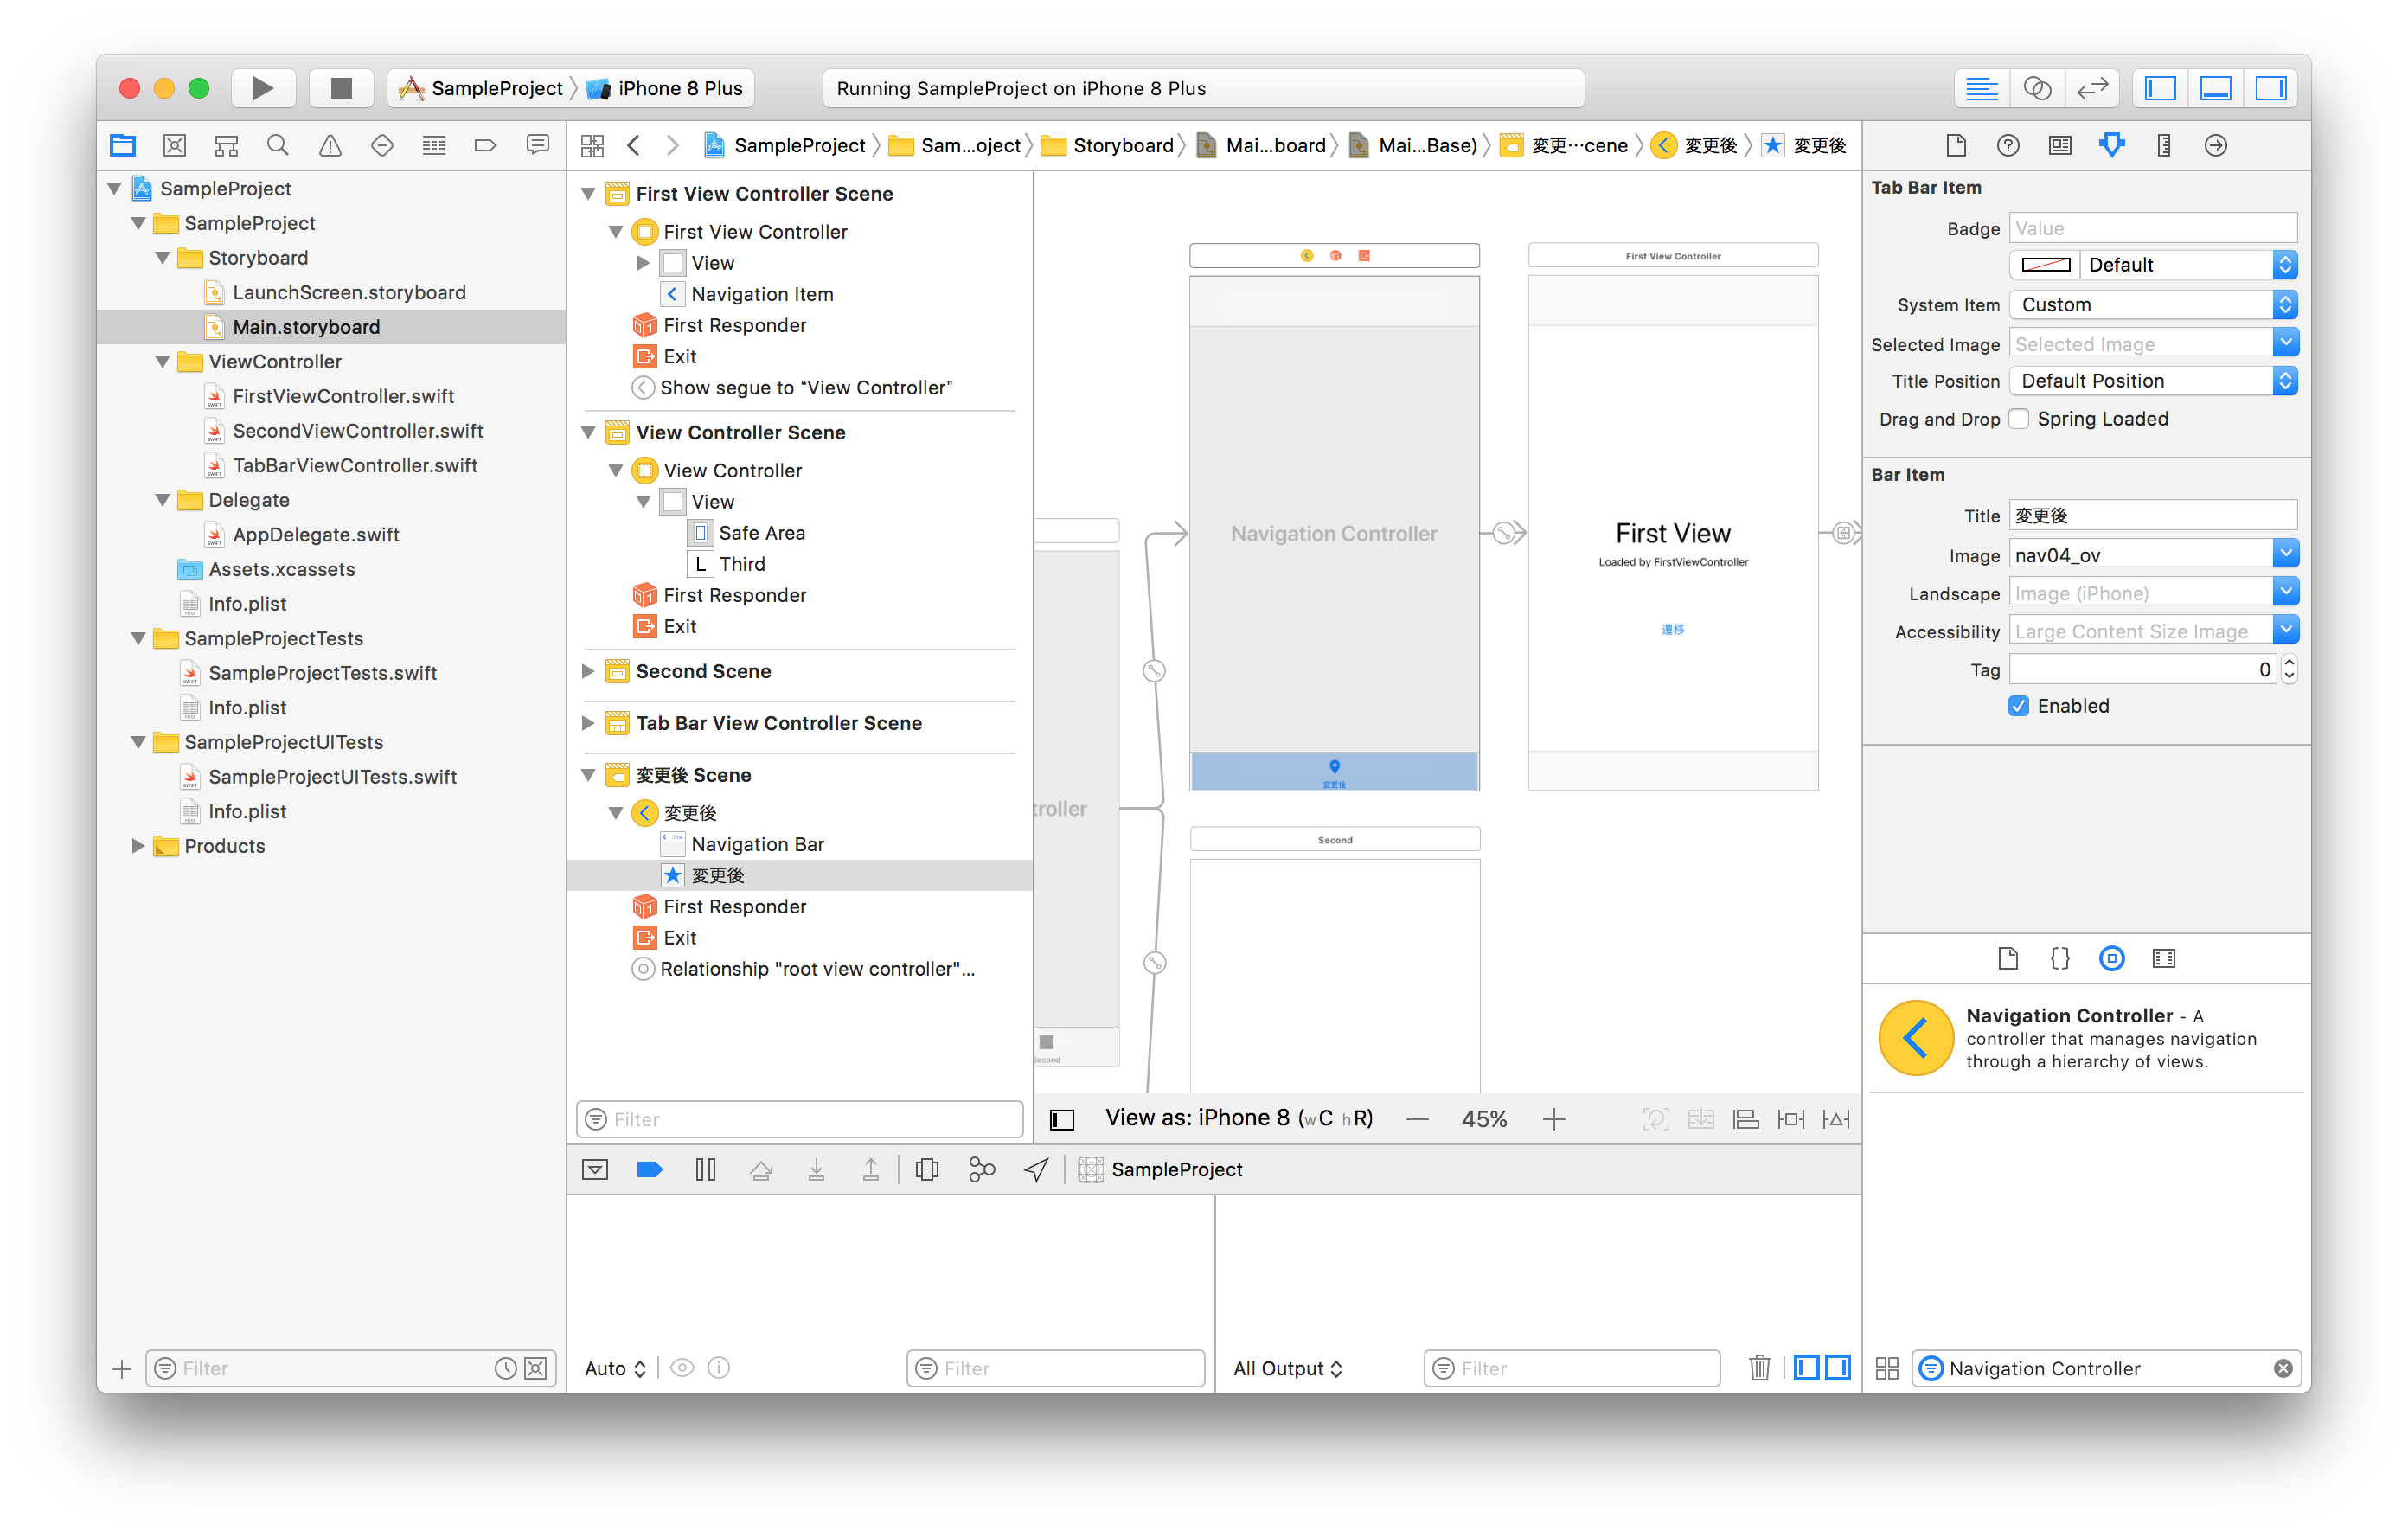 SampleProject
iPhone 8 Plus
Running SampleProject on iPhone 8 Plus
SampleProject
Sam...oject
Storyboard
Mai...board
Mai...Base)
変更…cene
変更後
変更後
SampleProject
SampleProject
Storyboard
LaunchScreen.storyboard
Main.storyboard
ViewController
FirstViewController.swift
SecondViewController.swift
TabBarViewController.swift
Delegate
AppDelegate.swift
Assets.xcassets
Info.plist
SampleProjectTests
SampleProjectTests.swift
Info.plist
SampleProjectUITests
SampleProjectUITests.swift
Info.plist
Products
Filter
First View Controller Scene
First View Controller
View
Navigation Item
First Responder
Exit
Show segue to “View Controller”
View Controller Scene
View Controller
View
Safe Area
L Third
First Responder
Exit
Second Scene
Tab Bar View Controller Scene
変更後 Scene
変更後
Navigation Bar
変更後
First Responder
Exit
Relationship "root view controller"...
Filter
troller
Second
Navigation Controller
変更後
First View Controller
First View
Loaded by FirstViewController
遷移
Second
View as: iPhone 8 (wC hR)
45%
SampleProject
Auto
Filter
All Output
Filter
Tab Bar Item
Badge
Value
Default
System Item
Custom
Selected Image
Selected Image
Title Position
Default Position
Drag and Drop
Spring Loaded
Bar Item
Title
変更後
Image
nav04_ov
Landscape
Image (iPhone)
Accessibility
Large Content Size Image
Tag
0
Enabled
{}
Navigation Controller - A
controller that manages navigation
through a hierarchy of views.
Navigation Controller